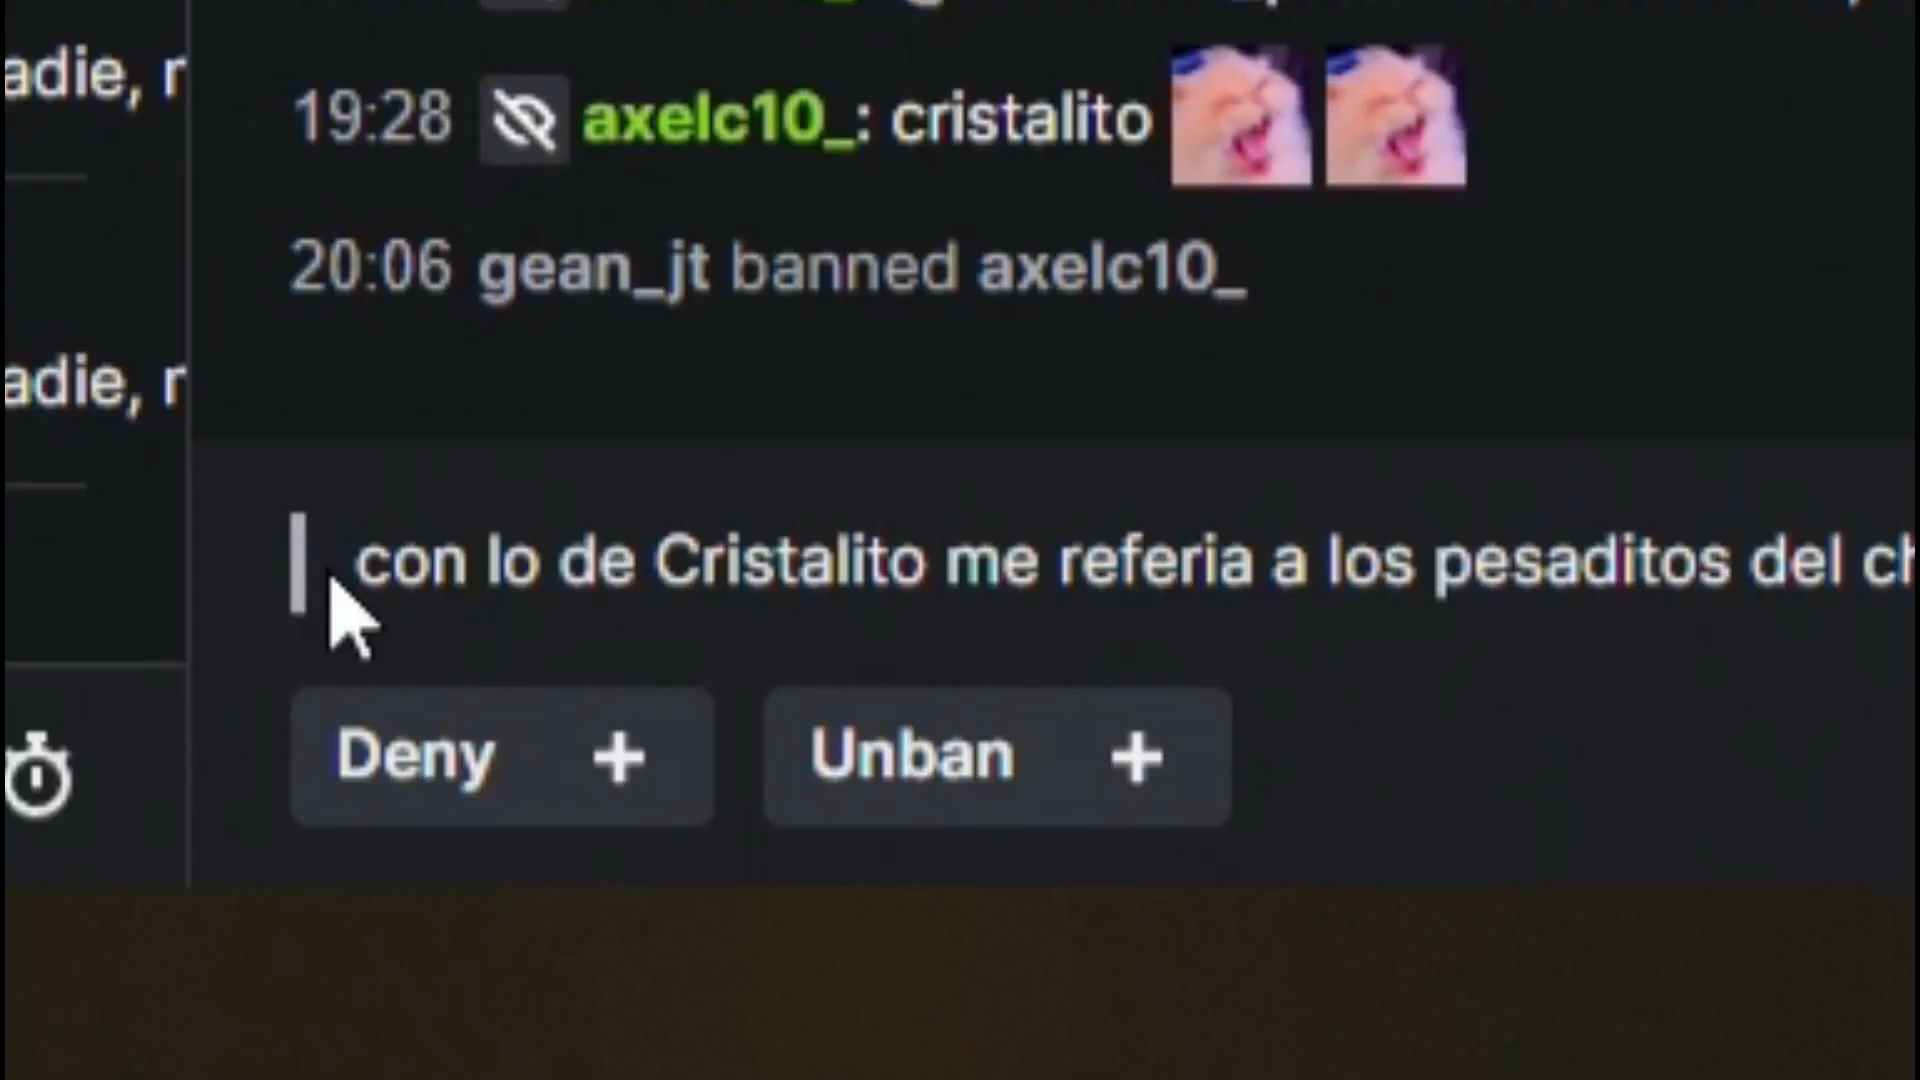 adie, r
19:28 axelc10_: cristalito
20:06 gean_jt banned axelc10_
adie, r
con lo de Cristalito me referia a los pesaditos del ch
Deny +
Unban +